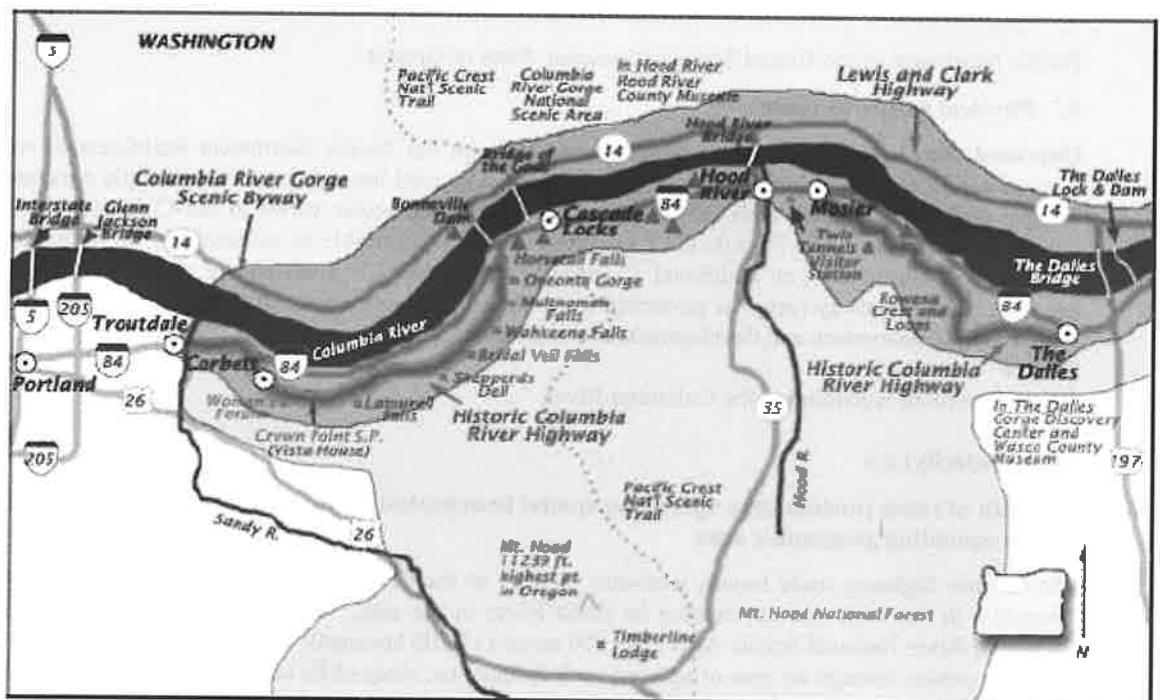 5
WASHINGTON
Pacific Crest
Nat'l Scenic
Trail
Columbia
River Gorge
National
Scenic Area
In Hood River
Hood River
County Museum
Lewis and Clark
Highway
Hood River
Bridge
14
Bridge of
the Gods
Columbia River Gorge
Scenic Byway
Interstate
Bridge
Glenn
Jackson
Bridge
14
Bonneville
Dam
Cascade
Locks
84
Hood
River
Mosier
14
The Dalles
Lock & Dam
Twin
Tunnels &
Visitor
Station
The Dalles
Bridge
Horsetail Falls
Oneonta Gorge
Multnomah
Falls
Wahkeena Falls
Bridal Veil Falls
Shepperds
Dell
Latourell
Falls
Rowena
Crest and
Loops
84
5
205
Troutdale
Columbia River
84
Portland
Corbett
84
26
Crown Point S.P.
(Vista House)
Historic Columbia
River Highway
35
Historic Columbia
River Highway
The
Dalles
In The Dalles
Gorge Discovery
Center and
Wasco County
Museum
197
205
Hood R.
Pacific Crest
Nat'l Scenic
Trail
Sandy R.
26
Mt. Hood
11239 ft.
highest pt.
in Oregon
Mt. Hood National Forest
Timberline
Lodge
N